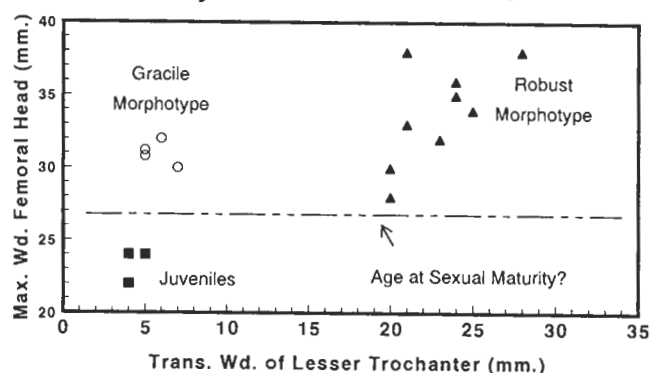 40
35
30
25
20
Max. Wd. Femoral Head (mm.)
Gracile
Morphotype
Robust
Morphotype
Juveniles
Age at Sexual Maturity?
0 5 10 15 20 25 30 35
Trans. Wd. of Lesser Trochanter (mm.)